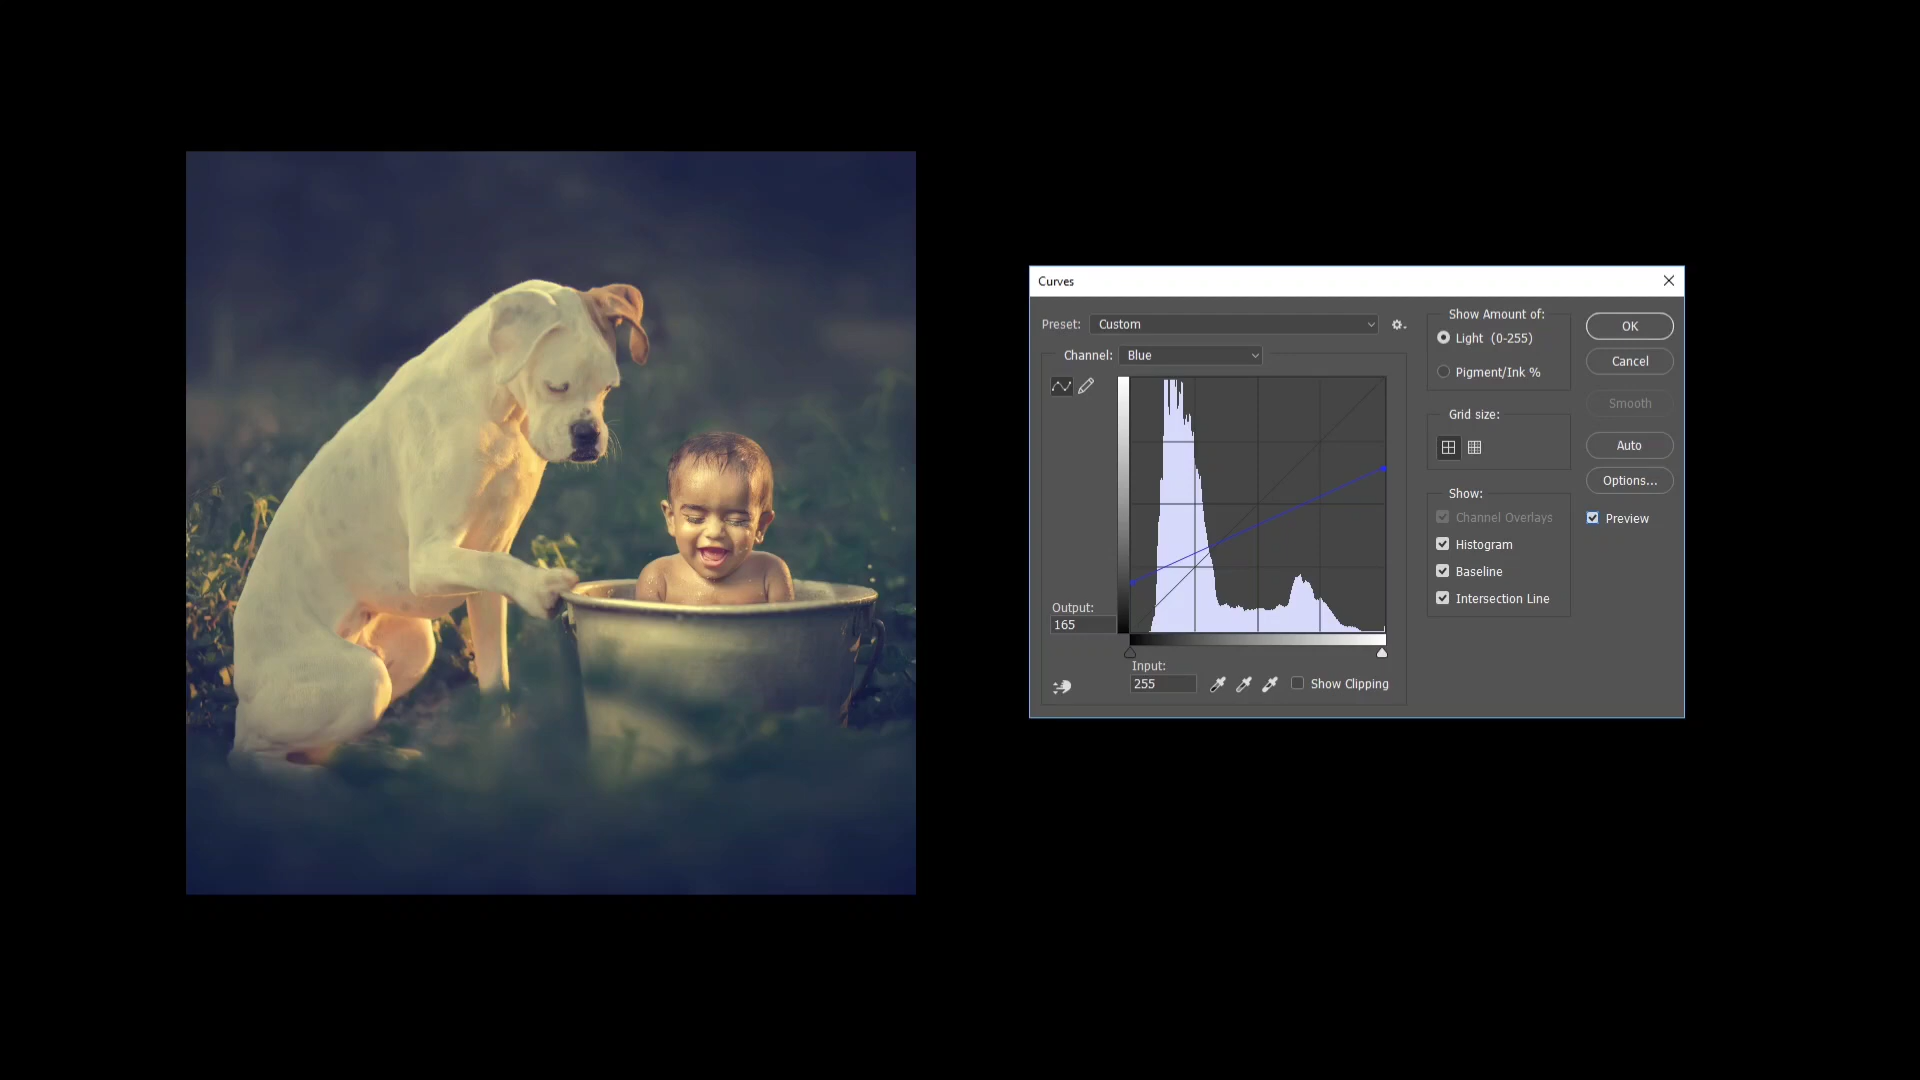 Curves
Preset: Custom
Channel: Blue
Output:
165
Input:
255
Show Clipping
Show Amount of:
Light (0-255)
Pigment/Ink %
Grid size:
Show:
Channel Overlays
Histogram
Baseline
Intersection Line
OK
Cancel
Smooth
Auto
Options...
Preview